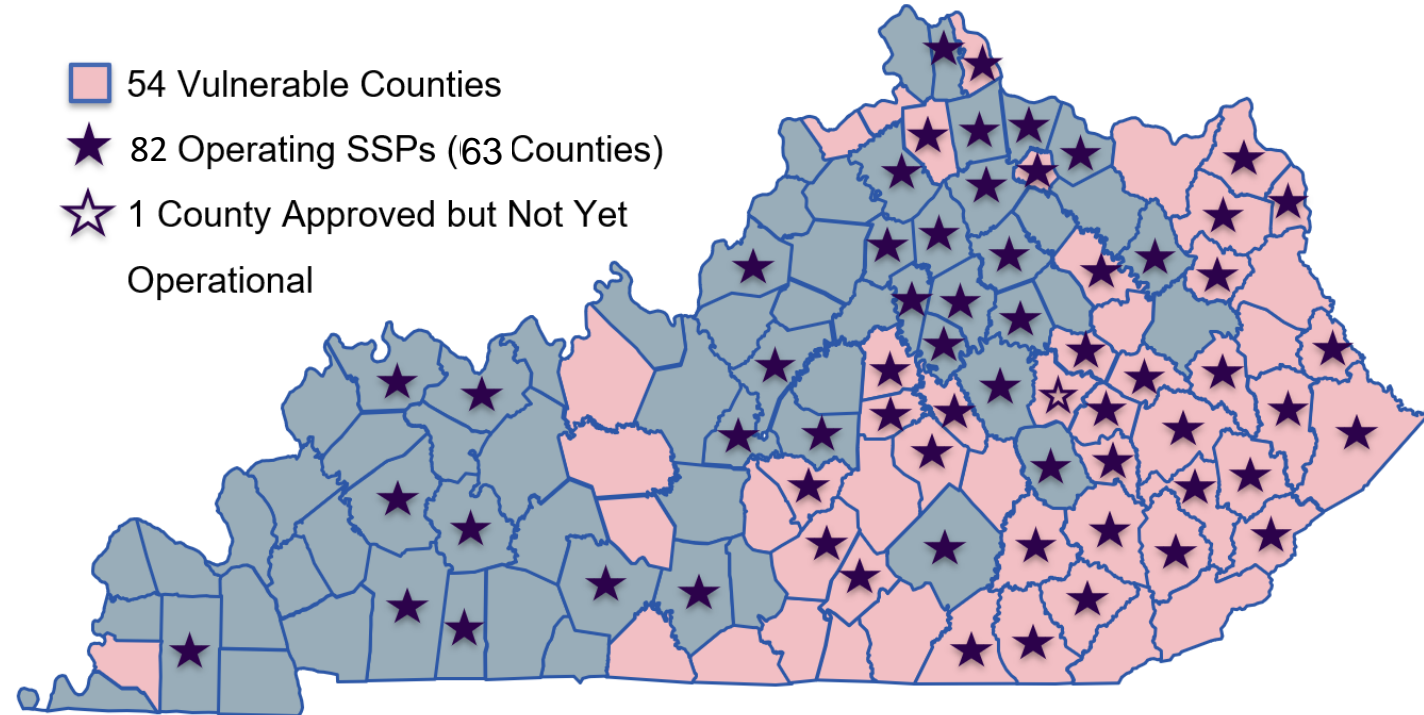 54 Vulnerable Counties
82 Operating SSPs (63 Counties)
1 County Approved but Not Yet
Operational